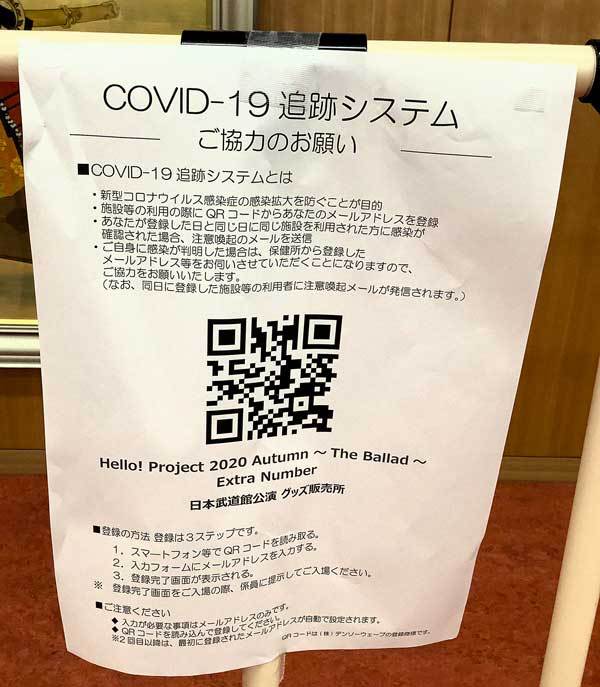 COVID-19 追跡システム
ご協力のお願い
■COVID-19 追跡システムとは
・新型コロナウイルス感染症の感染拡大を防ぐことが目的
・施設等の利用の際にQRコードからあなたのメールアドレスを登録
・あなたが登録した日と同じ日に同じ施設を利用された方に感染が
確認された場合、注意喚起のメールを送信
・ご自身に感染が判明した場合は、保健所から登録した
メールアドレス等をお伺いさせていただくことになりますので、
ご協力をお願いいたします。
（なお、同日に登録した施設等の利用者に注意喚起メールが発信されます。）
Hello! Project 2020 Autumn ～ The Ballad ～
Extra Number
日本武道館公演 グッズ販売所
■登録の方法 登録は3ステップです。
1．スマートフォン等でQRコードを読み取る。
2．入力フォームにメールアドレスを入力する。
3．登録完了画面が表示される。
※ 登録完了画面をご入場の際、係員に提示してご入場ください。
■ご注意ください
◆ 入力が必要な事項はメールアドレスのみです。
◆ QRコードを読み込んで登録してください。
※2回目以降は、最初に登録されたメールアドレスが自動で設定されます。
QRコードは（株）デンソーウェーブの登録商標です。